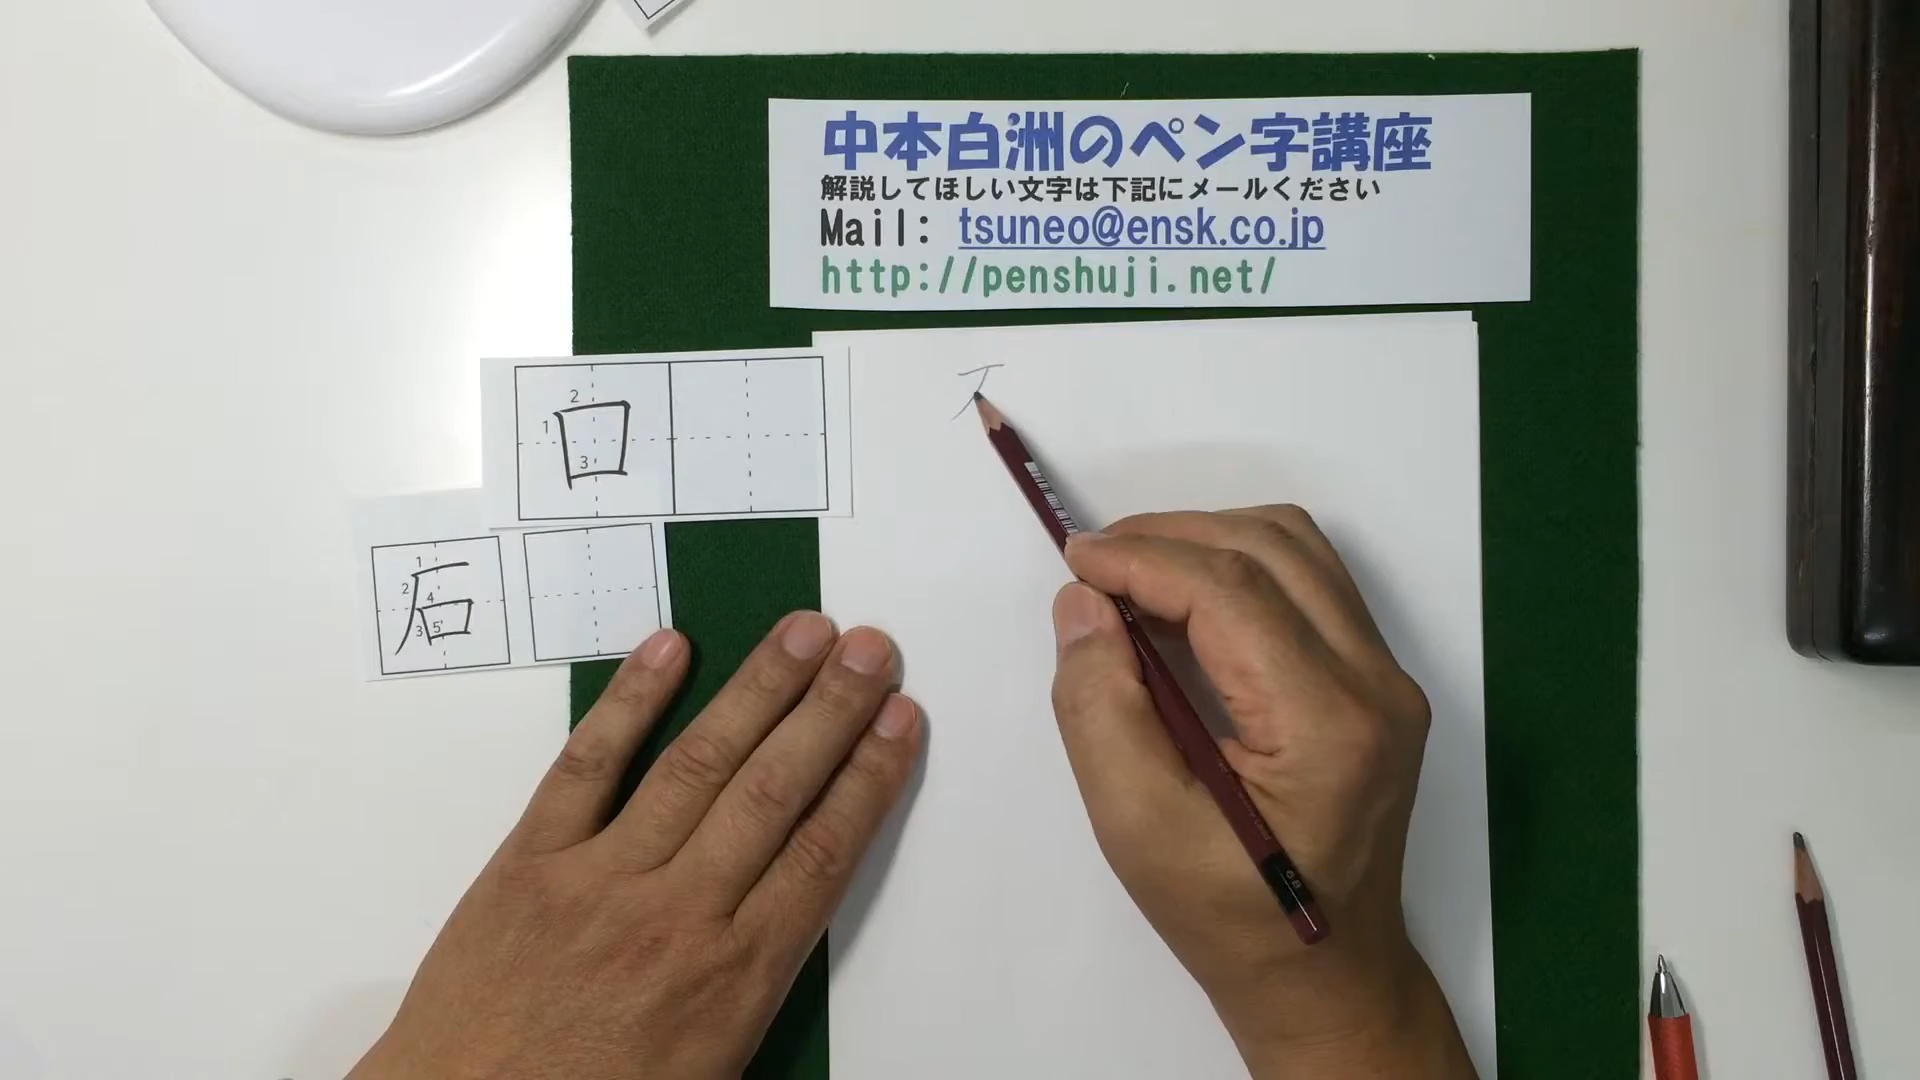 中本白洲のペン字講座
解説してほしい文字は下記にメールください
Mail: tsuneo@ensk.co.jp
http://penshuji.net/
口
1
2
3
石
1
2
3
4
5
6B